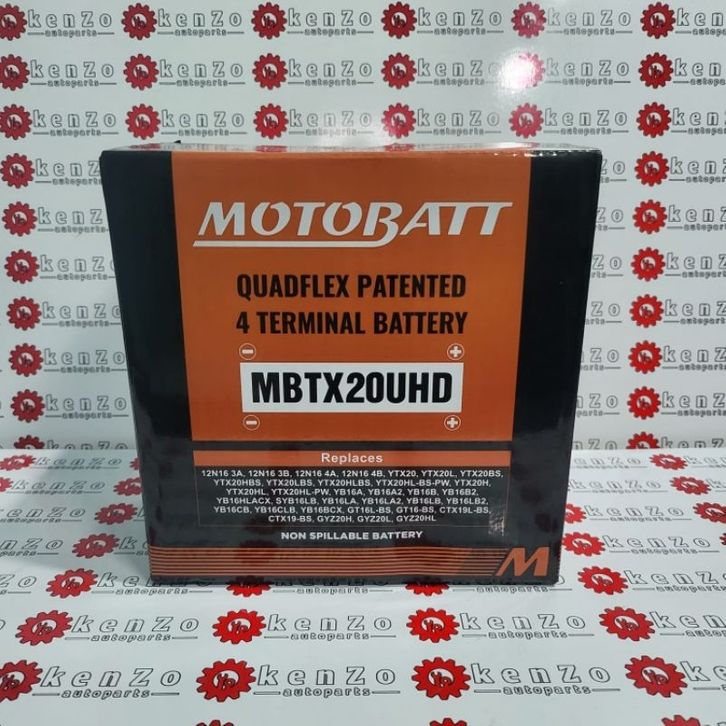 MOTOBATT
QUADFLEX PATENTED
4 TERMINAL BATTERY
MBTX20UHD
Replaces
12N16 3A, 12N16 3B, 12N16 4A, 12N16 4B, YTX20, YTX20L, YTX20BS,
YTX20HBS, YTX20LBS, YTX20HLBS, YTX20HL-BS-PW, YTX20H,
YTX20HL, YTX20HL-PW, YB16A, YB16A2, YB16B, YB16B2,
YB16HLACX, SYB16LB, YB16LA, YB16LA2, YB16LB, YB16LB2,
YB16CB, YB16CLB, YB16BCX, GT16L-BS, GT16-BS, CTX19L-BS,
CTX19-BS, GYZ20H, GYZ20L, GYZ20HL
NON SPILLABLE BATTERY
M
kenZo
autoparts